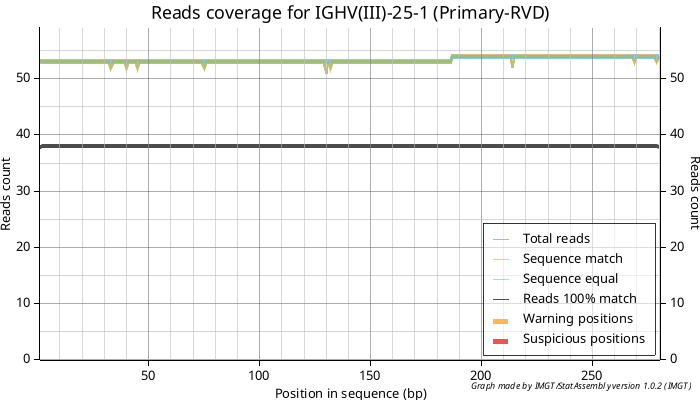 Reads coverage for IGHV(III)-25-1 (Primary-RVD)
50
40
30
20
10
0
50
40
30
20
10
0
Reads count
Reads count
Total reads
Sequence match
Sequence equal
Reads 100% match
Warning positions
Suspicious positions
50
100
150
200
250
Position in sequence (bp)
Graph made by IMGT/StatAssembly version 1.0.2 (IMGT)